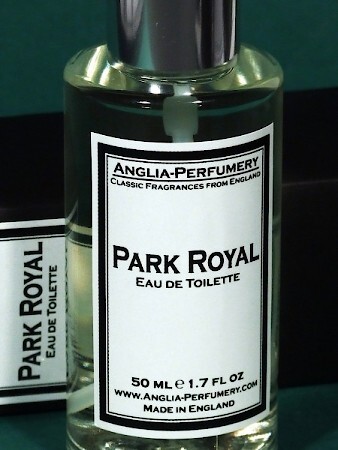 ANGLIA-PERFUMERY
CLASSIC FRAGRANCES FROM ENGLAND
PARK ROYAL
EAU DE TOILETTE
50 ML ℮ 1.7 FL OZ
WWW.ANGLIA-PERFUMERY.COM
MADE IN ENGLAND
PARK ROYAL
EAU DE TOILETTE